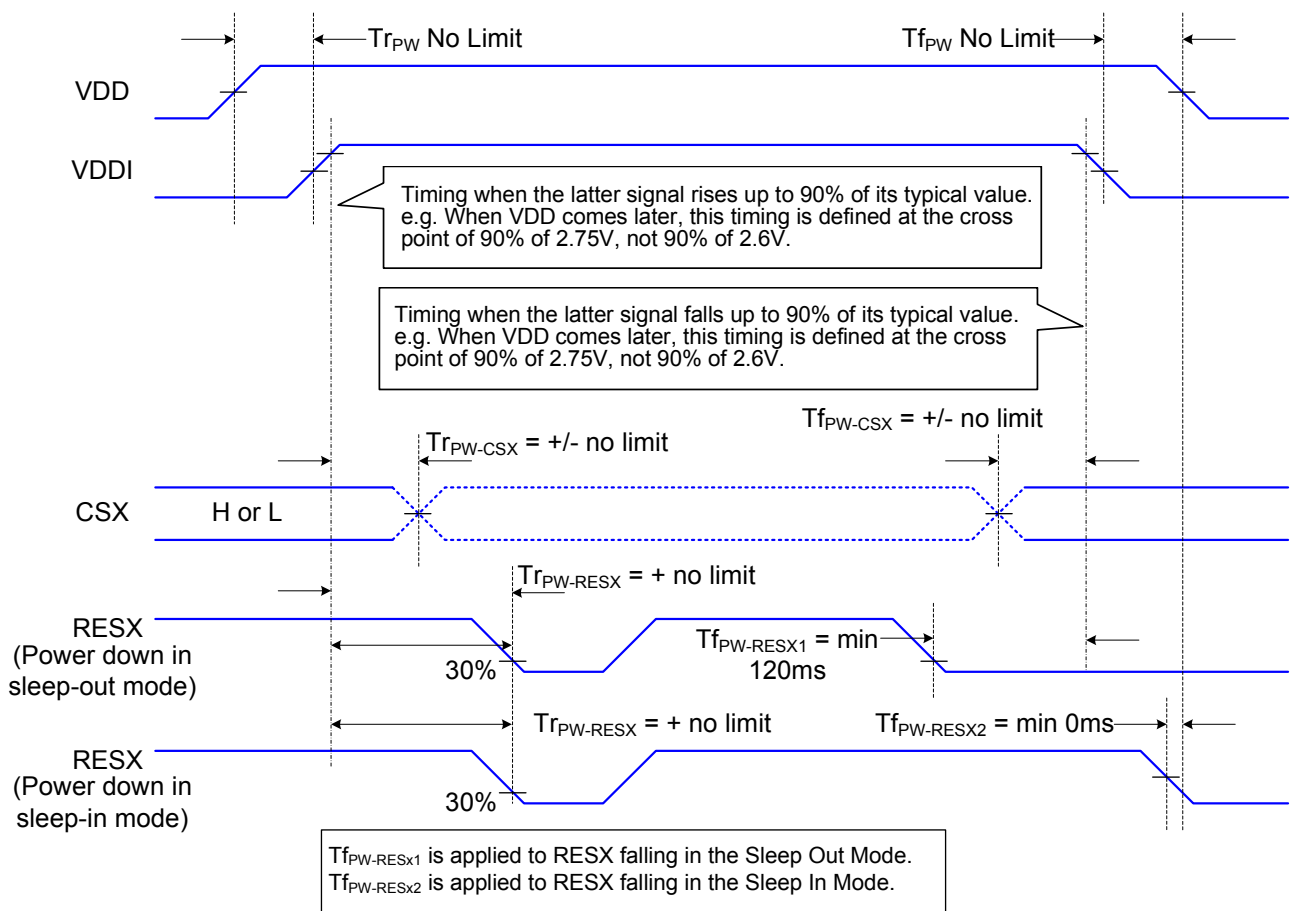 TrPW No Limit
TfPW No Limit
VDD
VDDI
Timing when the latter signal rises up to 90% of its typical value.
e.g. When VDD comes later, this timing is defined at the cross
point of 90% of 2.75V, not 90% of 2.6V.
Timing when the latter signal falls up to 90% of its typical value.
e.g. When VDD comes later, this timing is defined at the cross
point of 90% of 2.75V, not 90% of 2.6V.
TfPW-CSX = +/- no limit
TrPW-CSX = +/- no limit
CSX
H or L
TrPW-RESX = + no limit
RESX
(Power down in
sleep-out mode)
30%
TfPW-RESX1 = min
120ms
TrPW-RESX = + no limit
TfPW-RESX2 = min 0ms
RESX
(Power down in
sleep-in mode)
30%
TfPW-RESx1 is applied to RESX falling in the Sleep Out Mode.
TfPW-RESx2 is applied to RESX falling in the Sleep In Mode.